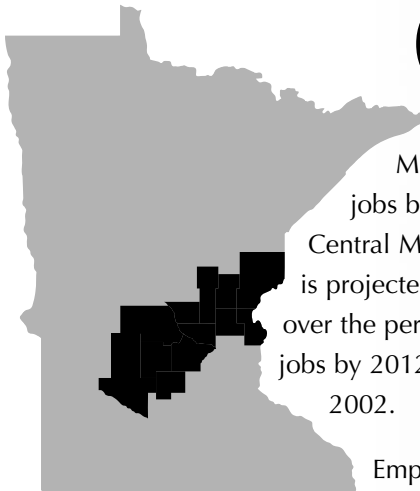 M
jobs b
Central M
is projecte
over the per
jobs by 2012
2002.
Emp